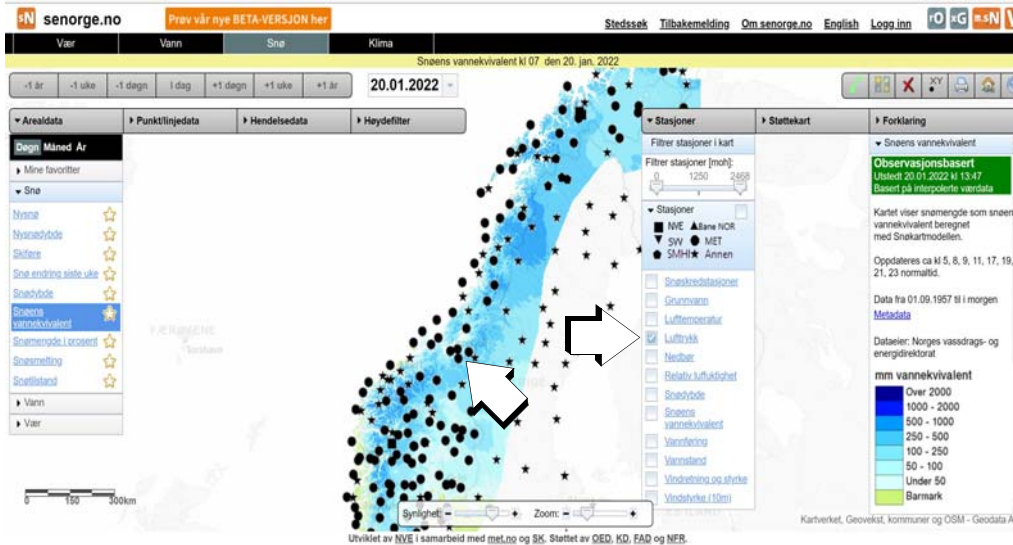 sN senorge.no
Prøv vår nye BETA-VERSJON her
Stedssøk Tilbakemelding Om senorge.no English Logg inn
rO xG m.sN
Vær Vann Snø Klima
Snøens vannekvivalent kl 07 den 20. jan. 2022
-1 år -1 uke -1 døgn I dag +1 døgn +1 uke +1 år
20.01.2022
XY
Arealdata Punkt/linjedata Hendelsedata Høydefilter
Stasjoner Støttekart Forklaring
Døgn Måned År
Mine favoritter
Snø
Nysnø
Nysnødybde
Skiføre
Snø endring siste uke
Snødybde
Snøens
vannekvivalent
Snømengde i prosent
Snøsmelting
Snøtilstand
Vann
Vær
0 150 300km
FÆRØYENE
Tórshavn
Synlighet: - +
Zoom: - +
Filtrer stasjoner i kart
Filtrer stasjoner [moh]:
0 1250 2468
Stasjoner
NVE Bane NOR
SVV MET
SMHI Annen
Snøskredstasjoner
Grunnvann
Lufttemperatur
Lufttrykk
Nedbør
Relativ luftfuktighet
Snødybde
Snøens
vannekvivalent
Vannføring
Vannstand
Vindretning og styrke
Vindstyrke (10m)
Snøens vannekvivalent
Observasjonsbasert
Utstedt 20.01.2022 kl 13:47
Basert på interpolerte værdata
Kartet viser snømengde som snøen
vannekvivalent beregnet
med Snøkartmodellen.
Oppdateres ca kl 5, 8, 9, 11, 17, 19,
21, 23 normaltid.
Data fra 01.09.1957 til i morgen
Metadata
Dataeier: Norges vassdrags- og
energidirektorat
mm vannekvivalent
Over 2000
1000 - 2000
500 - 1000
250 - 500
100 - 250
50 - 100
Under 50
Barmark
Kartverket, Geovekst, kommuner og OSM - Geodata A
Utviklet av NVE i samarbeid med met.no og SK. Støttet av OED, KD, FAD og NFR.